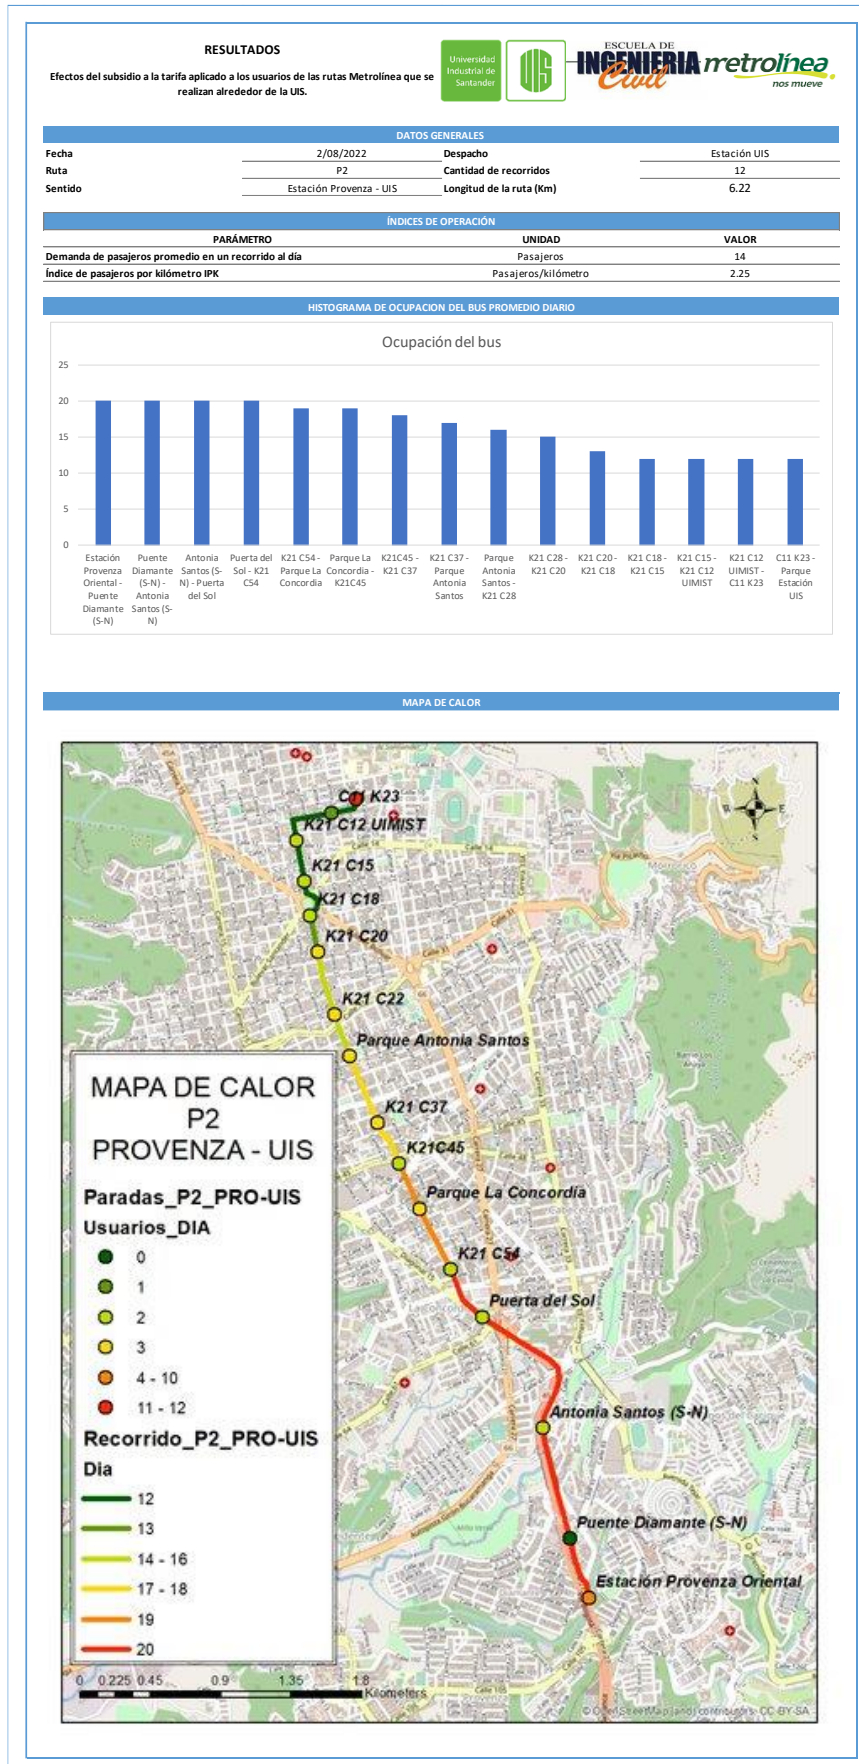 RESULTADOS
Efectos del subsidio a la tarifa aplicado a los usuarios de las rutas Metrolínea que se
realizan alrededor de la UIS.
Universidad
Industrial de
Santander
UIS
ESCUELA DE
INGENIERIA
Civil
metrolínea
nos mueve
DATOS GENERALES
Fecha 2/08/2022 Despacho Estación UIS
Ruta P2 Cantidad de recorridos 12
Sentido Estación Provenza - UIS Longitud de la ruta (Km) 6.22
ÍNDICES DE OPERACIÓN
PARÁMETRO UNIDAD VALOR
Demanda de pasajeros promedio en un recorrido al día Pasajeros 14
Índice de pasajeros por kilómetro IPK Pasajeros/kilómetro 2.25
HISTOGRAMA DE OCUPACION DEL BUS PROMEDIO DIARIO
Ocupación del bus
25
20
15
10
5
0
Estación Provenza Oriental - Puente Diamante (S-N)
Puente Diamante (S-N) - Antonia Santos (S-N)
Antonia Santos (S-N) - Puerta del Sol
Puerta del Sol - K21 C54
K21 C54 - Parque La Concordia
Parque La Concordia - K21C45
K21C45 - K21 C37
K21 C37 - Parque Antonia Santos
Parque Antonia Santos - K21 C28
K21 C28 - K21 C20
K21 C20 - K21 C18
K21 C18 - K21 C15
K21 C15 - K21 C12 UIMIST
K21 C12 UIMIST - C11 K23
C11 K23 - Parque Estación UIS
MAPA DE CALOR
C11 K23
K21 C12 UIMIST
K21 C15
K21 C18
K21 C20
K21 C22
Parque Antonia Santos
K21 C37
K21C45
Parque La Concordia
K21 C54
Puerta del Sol
Antonia Santos (S-N)
Puente Diamante (S-N)
Estación Provenza Oriental
MAPA DE CALOR
P2
PROVENZA - UIS
Paradas_P2_PRO-UIS
Usuarios_DIA
0
1
2
3
4 - 10
11 - 12
Recorrido_P2_PRO-UIS
Dia
12
13
14 - 16
17 - 18
19
20
0 0.225 0.45 0.9 1.35 1.8
Kilometers
© OpenStreetMap (and) contributors, CC-BY-SA